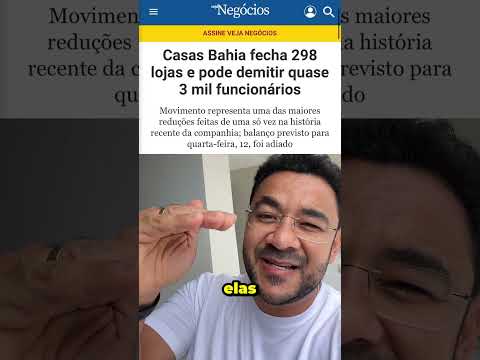 Negócios
ASSINE VEJA NEGÓCIOS
Casas Bahia fecha 298
lojas e pode demitir quase
3 mil funcionários
Movimento representa uma das maiores
reduções feitas de uma só vez na história
recente da companhia; balanço previsto para
quarta-feira, 12, foi adiado
elas